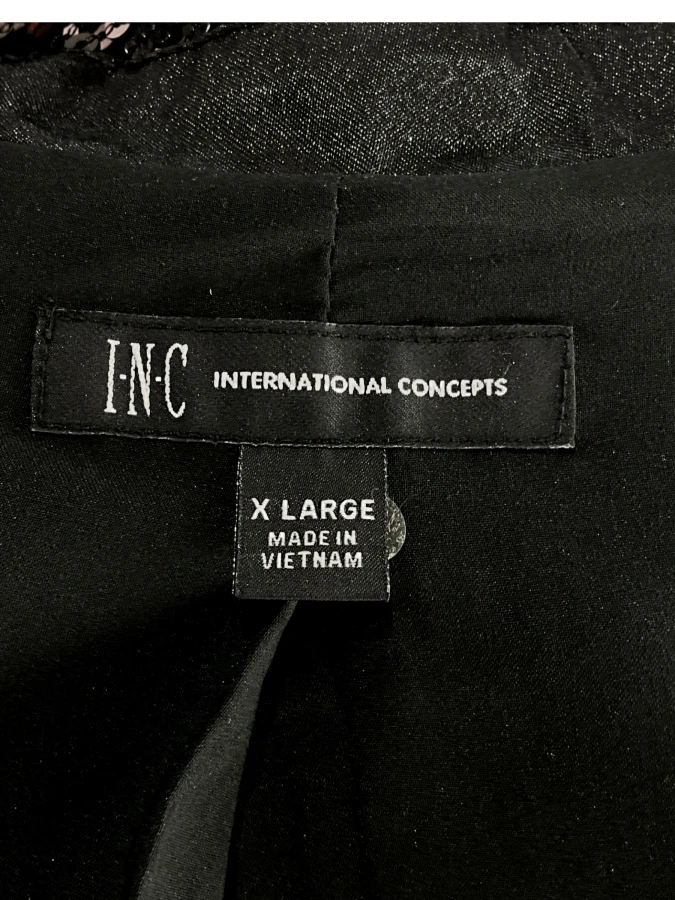 I·N·C INTERNATIONAL CONCEPTS
X LARGE
MADE IN
VIETNAM